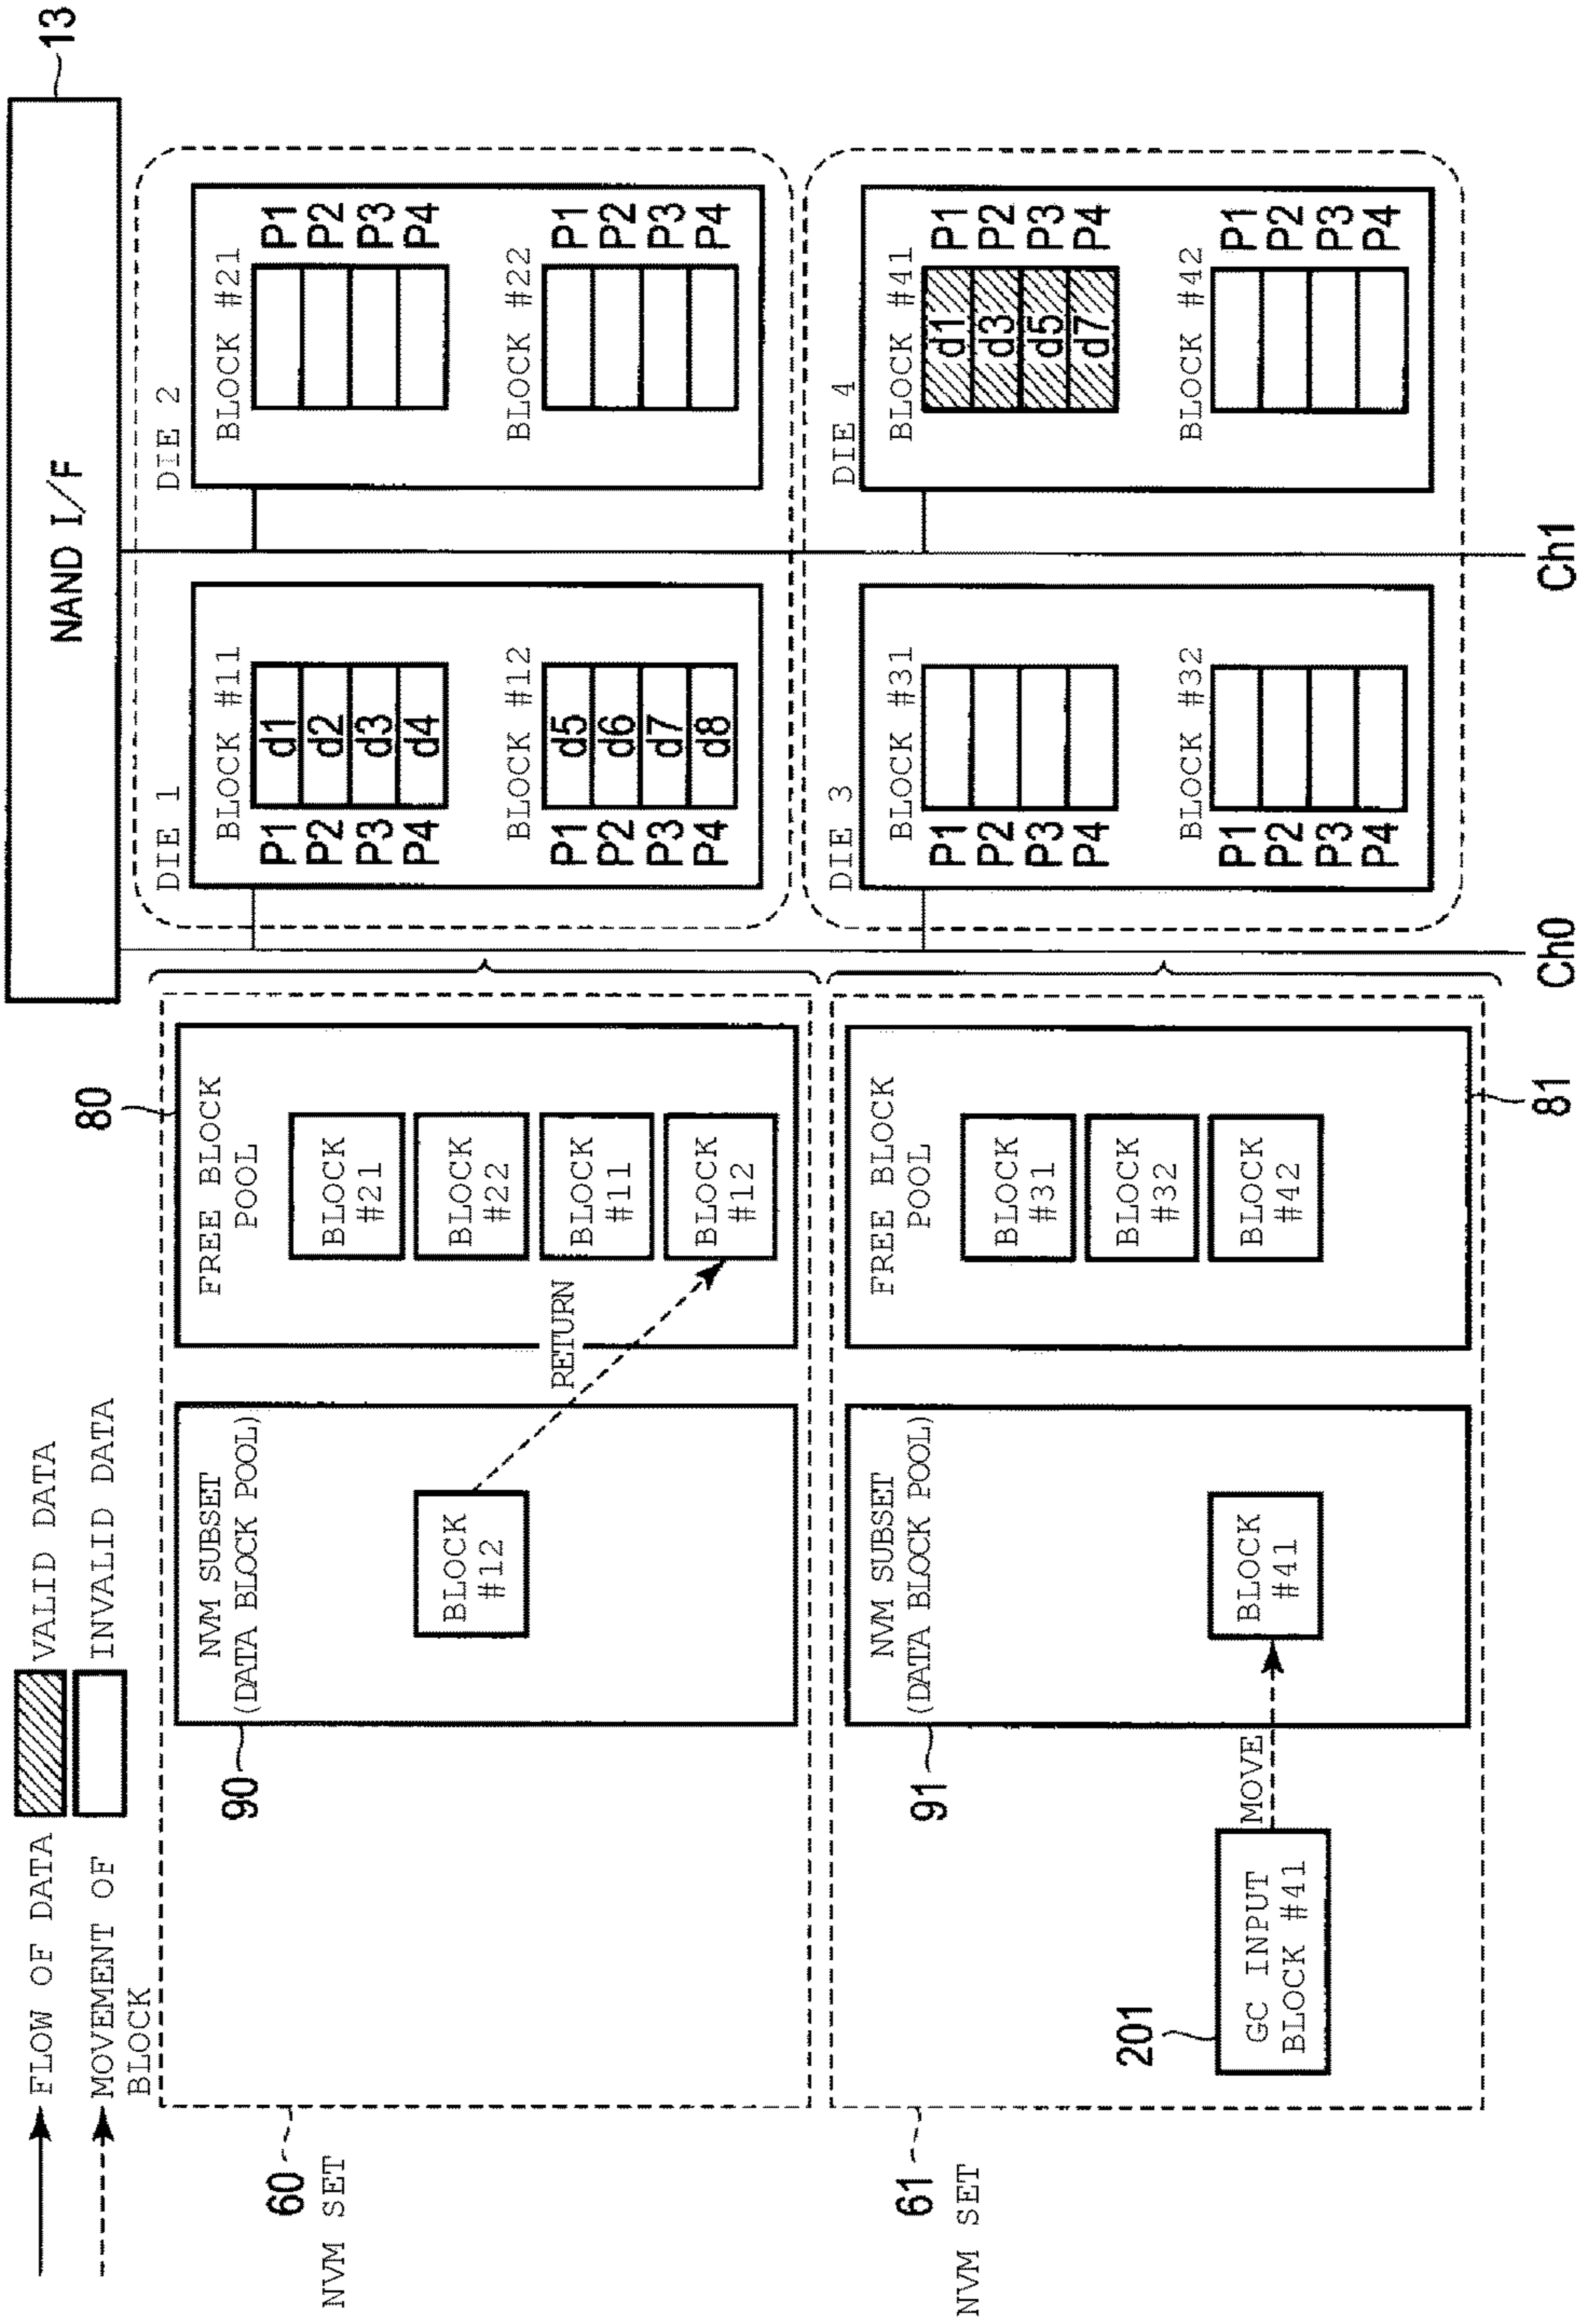 FLOW OF DATA
VALID DATA
MOVEMENT OF
BLOCK
INVALID DATA
NAND I/F
13
60
NVM SET
90
NVM SUBSET
(DATA BLOCK POOL)
BLOCK
#12
RETURN
80
FREE BLOCK
POOL
BLOCK
#21
BLOCK
#22
BLOCK
#11
BLOCK
#12
DIE 1
BLOCK #11
P1 d1
P2 d2
P3 d3
P4 d4
BLOCK #12
P1 d5
P2 d6
P3 d7
P4 d8
DIE 2
BLOCK #21
P1
P2
P3
P4
BLOCK #22
P1
P2
P3
P4
61
NVM SET
201
GC INPUT
BLOCK #41
MOVE
91
NVM SUBSET
(DATA BLOCK POOL)
BLOCK
#41
FREE BLOCK
POOL
BLOCK
#31
BLOCK
#32
BLOCK
#42
81
DIE 3
BLOCK #31
P1
P2
P3
P4
BLOCK #32
P1
P2
P3
P4
DIE 4
BLOCK #41
d1 P1
d3 P2
d5 P3
d7 P4
BLOCK #42
P1
P2
P3
P4
Ch0
Ch1